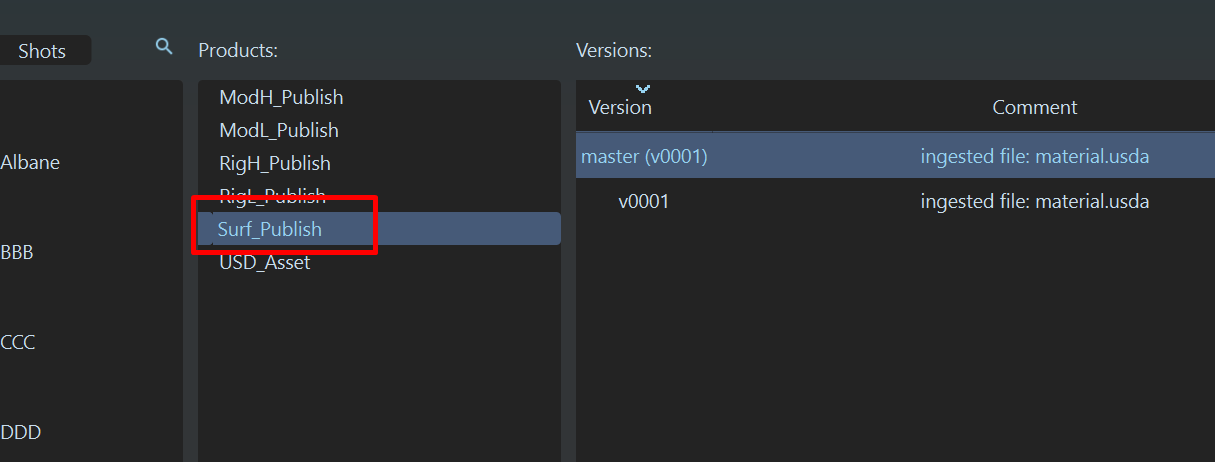 Shots
Products:
Versions:
Albane
BBB
CCC
DDD
ModH_Publish
ModL_Publish
RigH_Publish
RigL_Publish
Surf_Publish
USD_Asset
Version Comment
master (v0001) ingested file: material.usda
v0001 ingested file: material.usda